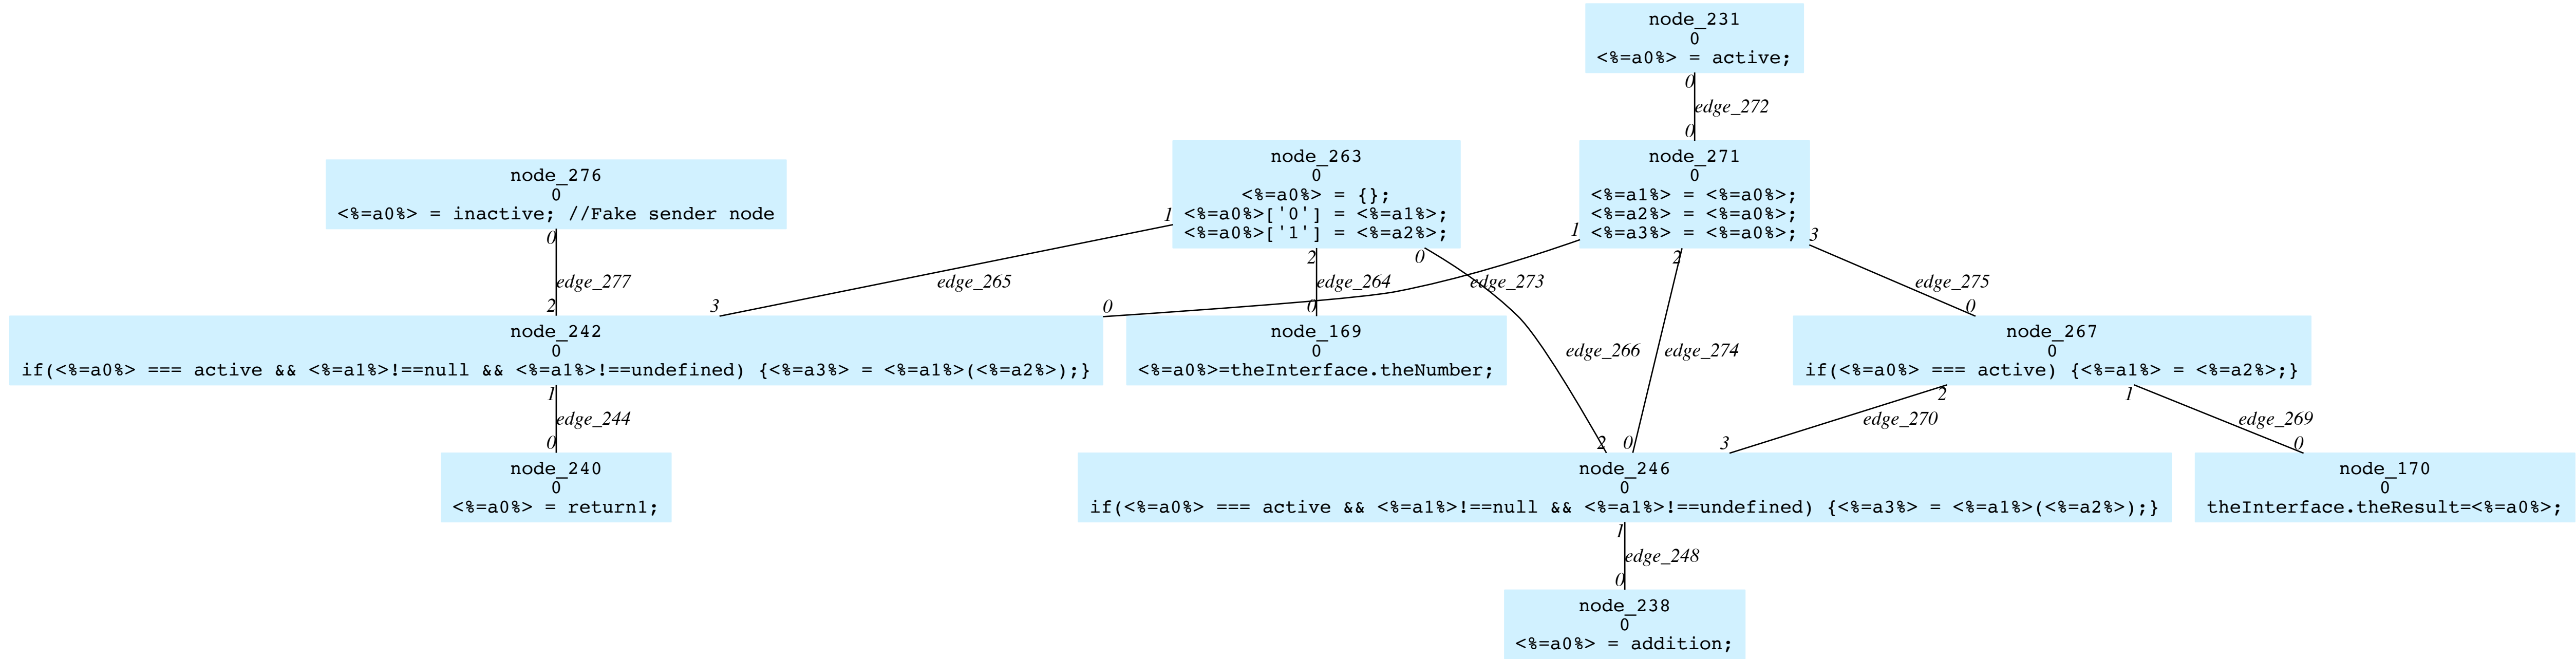 node_231
0
<%=a0%> = active;
0
edge_272
0
node_276
0
<%=a0%> = inactive; //Fake sender node
0
node_263
0
<%=a0%> = {};
<%=a0%>['0'] = <%=a1%>;
<%=a0%>['1'] = <%=a2%>;
1
2
0
node_271
0
<%=a1%> = <%=a0%>;
<%=a2%> = <%=a0%>;
<%=a3%> = <%=a0%>;
1
2
3
edge_277
edge_265
edge_264
edge_273
edge_275
2
3
0
0
0
node_242
0
if(<%=a0%> === active && <%=a1%>!==null && <%=a1%>!==undefined) {<%=a3%> = <%=a1%>(<%=a2%>);}
1
node_169
0
<%=a0%>=theInterface.theNumber;
edge_266
edge_274
node_267
0
if(<%=a0%> === active) {<%=a1%> = <%=a2%>;}
2
1
edge_244
edge_270
edge_269
0
2
0
3
0
node_240
0
<%=a0%> = return1;
node_246
0
if(<%=a0%> === active && <%=a1%>!==null && <%=a1%>!==undefined) {<%=a3%> = <%=a1%>(<%=a2%>);}
1
node_170
0
theInterface.theResult=<%=a0%>;
edge_248
0
node_238
0
<%=a0%> = addition;